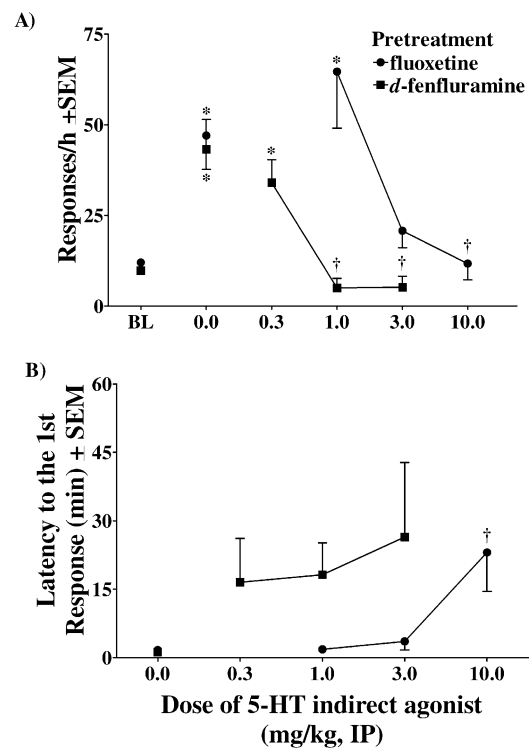 A)
Pretreatment
fluoxetine
d-fenfluramine
Responses/h +SEM
75
50
25
0
*
*
*
*
†
†
†
BL 0.0 0.3 1.0 3.0 10.0
B)
Latency to the 1st
Response (min) ± SEM
60
45
30
15
0
†
0.0 0.3 1.0 3.0 10.0
Dose of 5-HT indirect agonist
(mg/kg, IP)